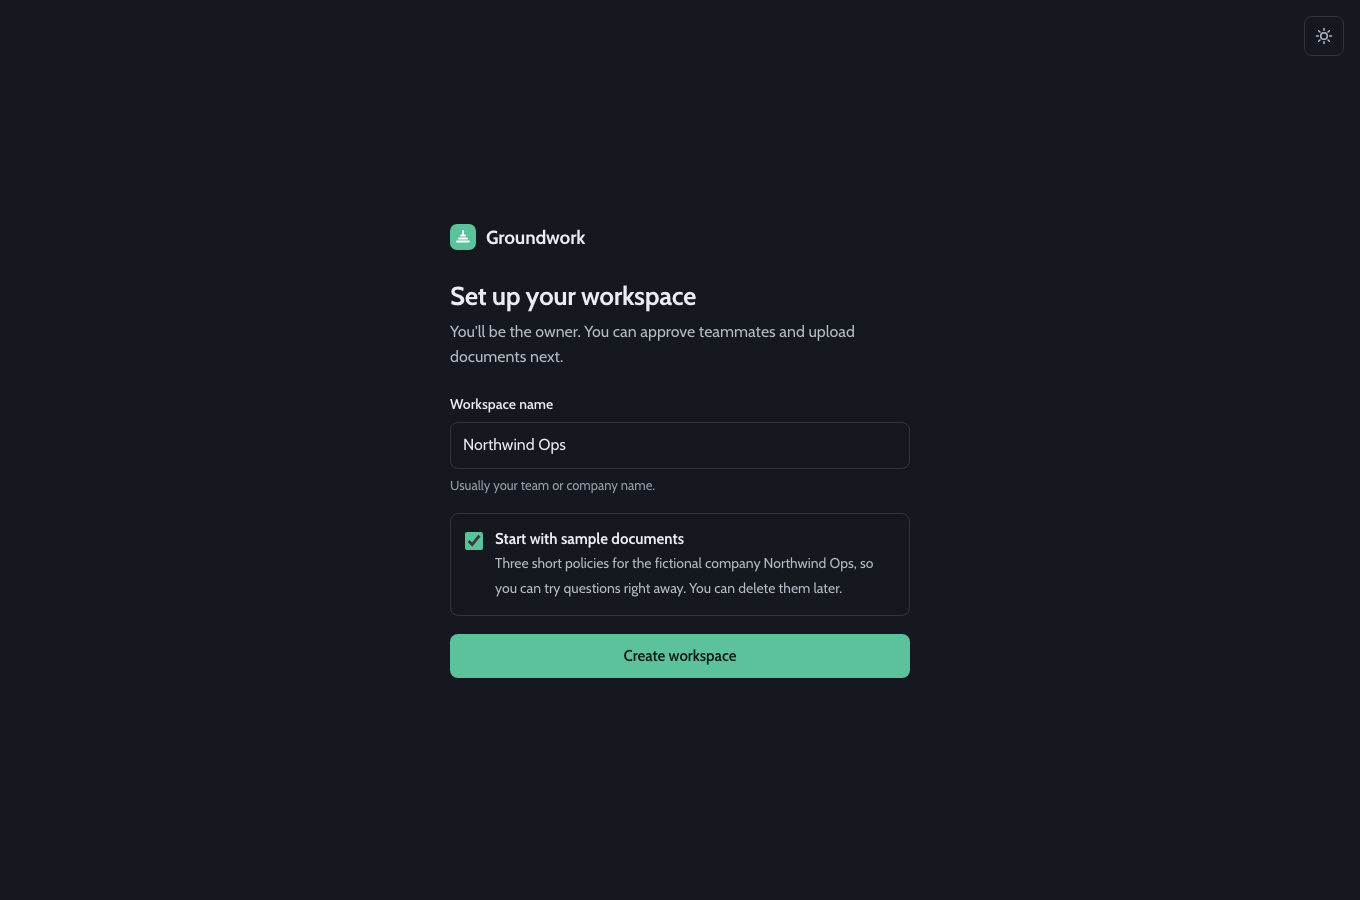 Groundwork
Set up your workspace
You'll be the owner. You can approve teammates and upload
documents next.
Workspace name
Northwind Ops
Usually your team or company name.
Start with sample documents
Three short policies for the fictional company Northwind Ops, so
you can try questions right away. You can delete them later.
Create workspace